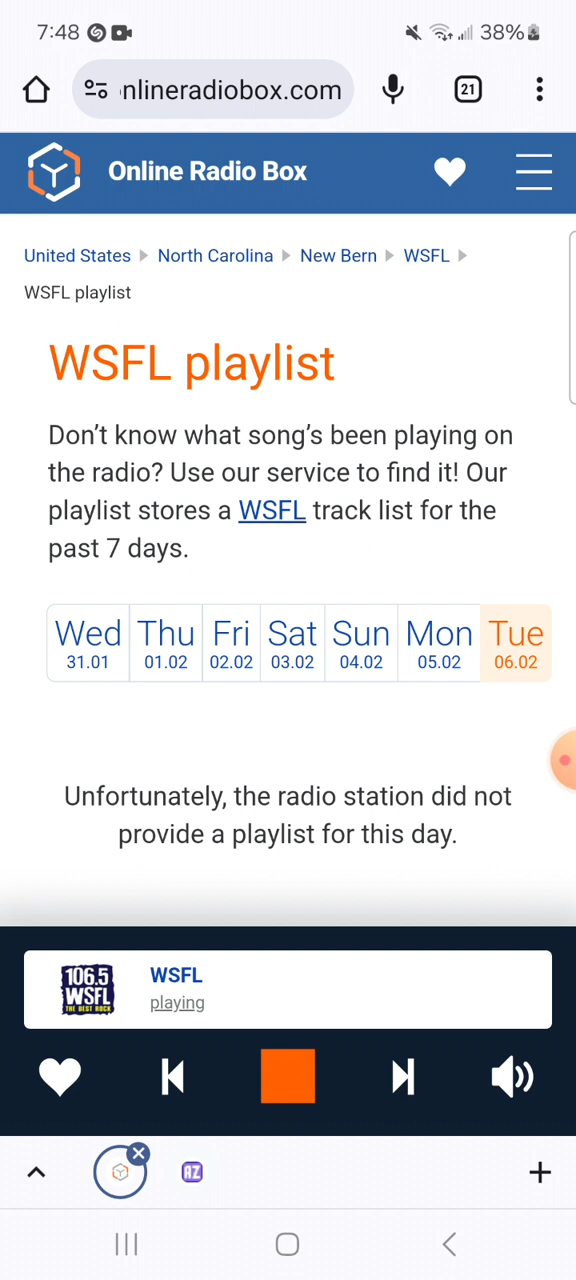 7:48
38%
nlineradiobox.com
21
Online Radio Box
United States North Carolina New Bern WSFL
WSFL playlist
WSFL playlist
Don't know what song's been playing on
the radio? Use our service to find it! Our
playlist stores a WSFL track list for the
past 7 days.
Wed Thu Fri Sat Sun Mon Tue
31.01 01.02 02.02 03.02 04.02 05.02 06.02
Unfortunately, the radio station did not
provide a playlist for this day.
106.5
WSFL
THE BEST ROCK
WSFL
playing
AZ